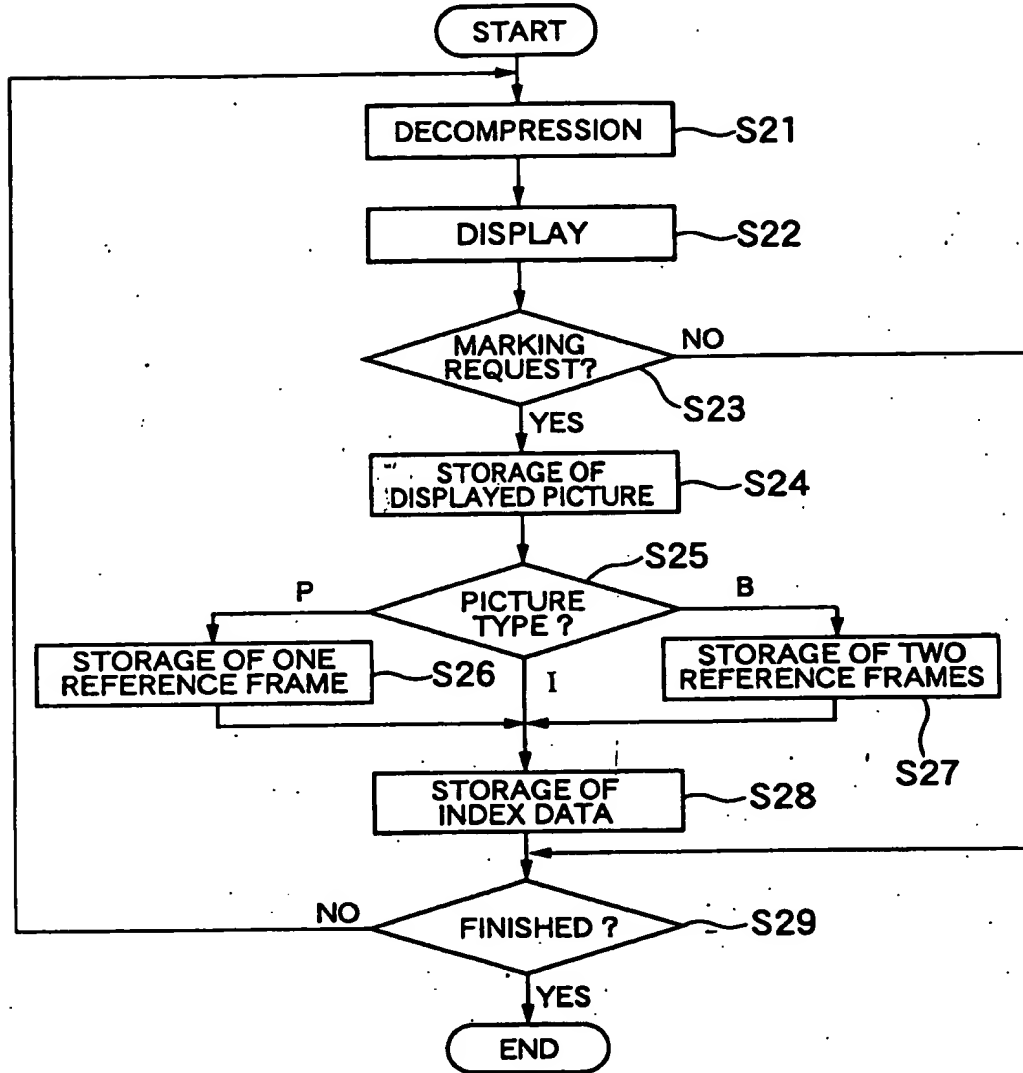 START
DECOMPRESSION
S21
DISPLAY
S22
MARKING
REQUEST?
NO
S23
YES
STORAGE OF
DISPLAYED PICTURE
S24
S25
PICTURE
TYPE ?
P
B
I
STORAGE OF ONE
REFERENCE FRAME
S26
STORAGE OF TWO
REFERENCE FRAMES
S27
STORAGE OF
INDEX DATA
S28
FINISHED ?
NO
S29
YES
END